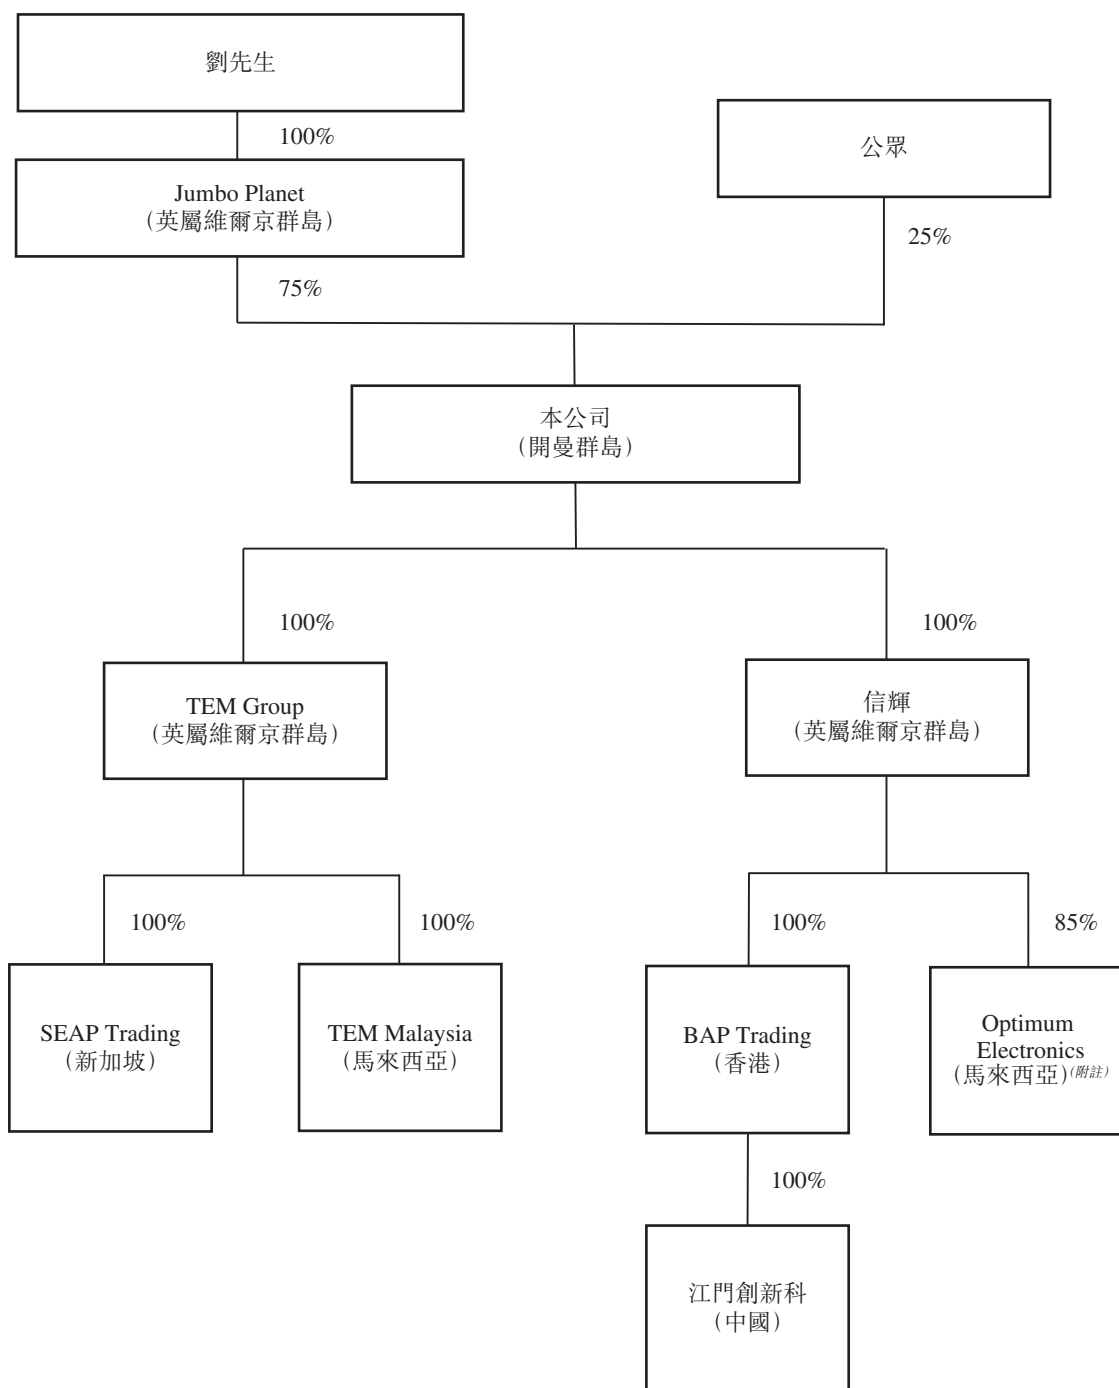 劉先生
100%
公眾
Jumbo Planet
(英屬維爾京群島)
25%
75%
本公司
(開曼群島)
100%
100%
TEM Group
(英屬維爾京群島)
信輝
(英屬維爾京群島)
100%
100%
100%
85%
SEAP Trading
(新加坡)
TEM Malaysia
(馬來西亞)
BAP Trading
(香港)
Optimum
Electronics
(馬來西亞)(附註)
100%
江門創新科
(中國)